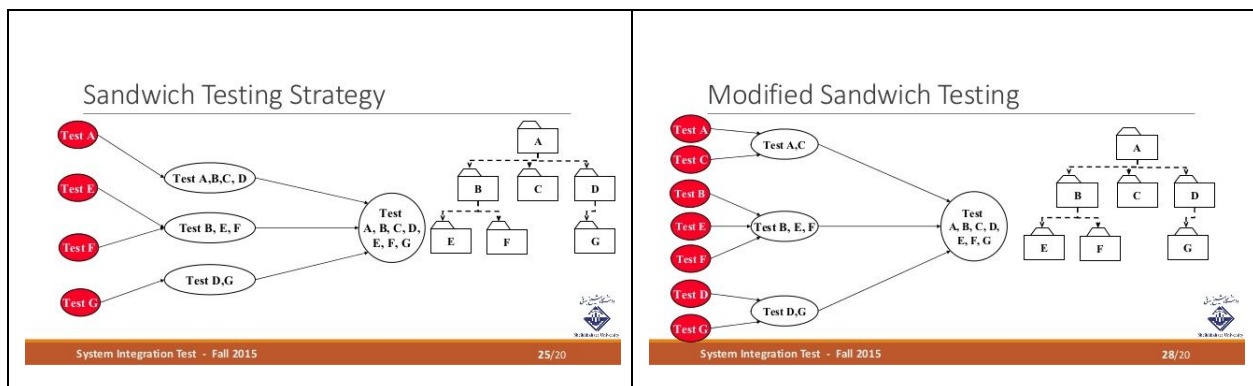 Sandwich Testing Strategy
Test A
Test E
Test F
Test G
Test A,B,C, D
Test B, E, F
Test D,G
Test
A, B, C, D,
E, F, G
A
B
C
D
E
F
G
System Integration Test - Fall 2015
25/20
Modified Sandwich Testing
Test A
Test C
Test B
Test E
Test F
Test D
Test G
Test A,C
Test B, E, F
Test D,G
Test
A, B, C, D,
E, F, G
A
B
C
D
E
F
G
System Integration Test - Fall 2015
28/20